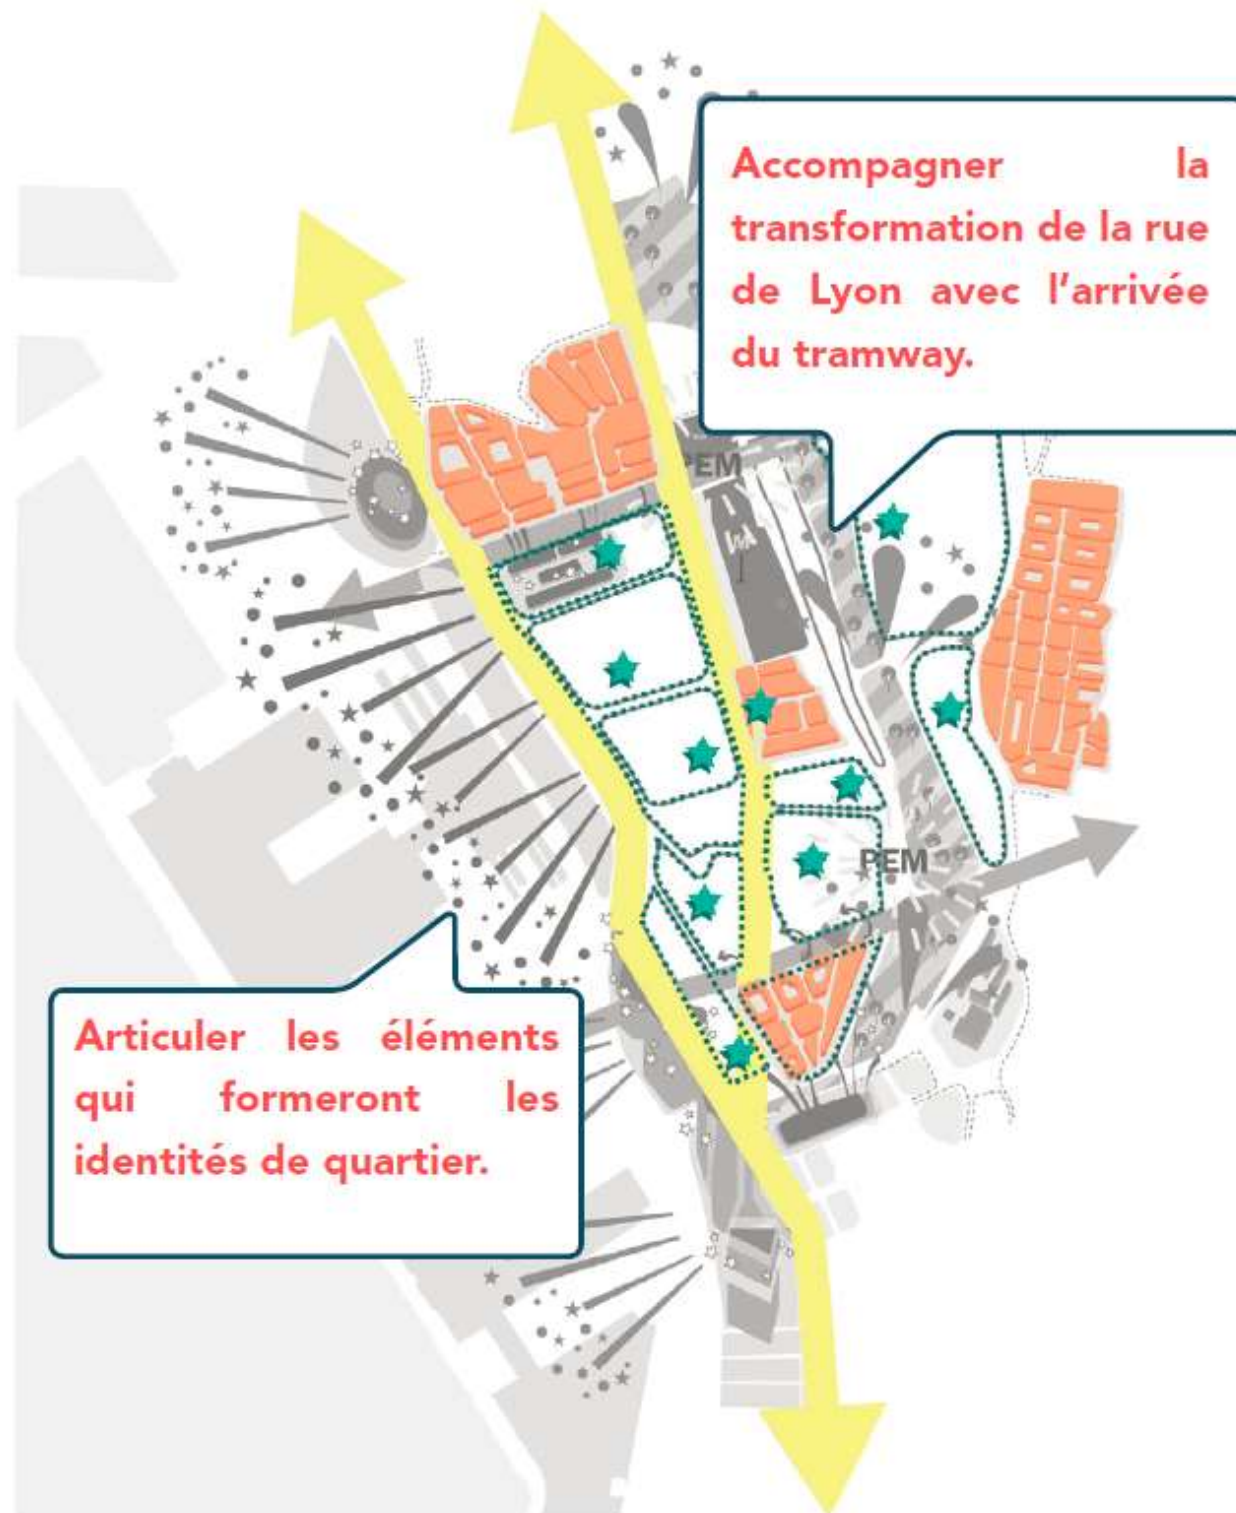 Accompagner la
transformation de la rue
de Lyon avec l'arrivée
du tramway.
PEM
PEM
Articuler les éléments
qui formeront les
identités de quartier.